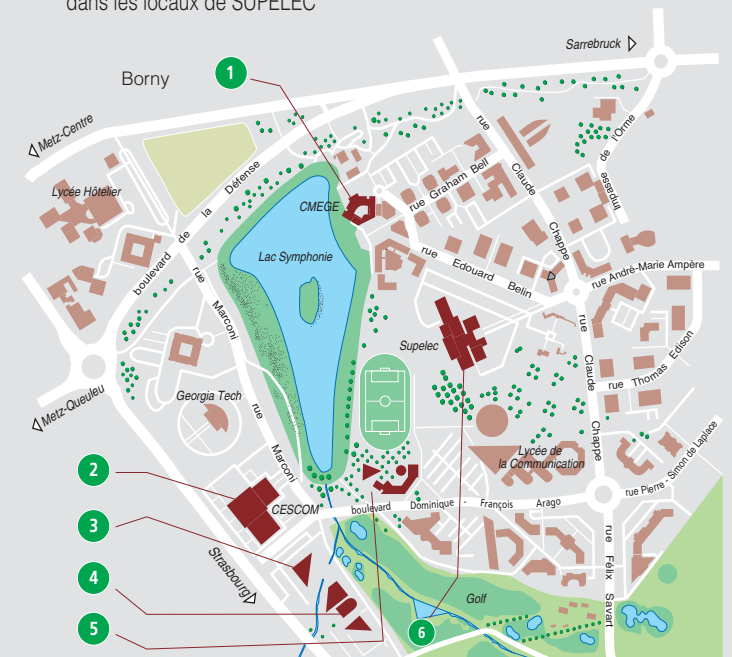 dans les locaux de SUPELEC
Sarrebruck
Borny
1
Metz-Centre
rue
de l'Orme
impasse
Lycée Hôtelier
boulevard de la Défense
CMEGE
rue Graham Bell
Claude
Chappe
Lac Symphonie
rue Edouard Belin
rue André-Marie Ampère
rue Marconi
Supelec
rue Claude Chappe
rue Thomas Edison
Metz-Queuleu
Georgia Tech
rue Marconi
Lycée de
la Communication
rue Pierre - Simon de Laplace
2
CESCOM
boulevard Dominique - François Arago
3
Strasbourg
rue Félix Savart
4
Golf
5
6